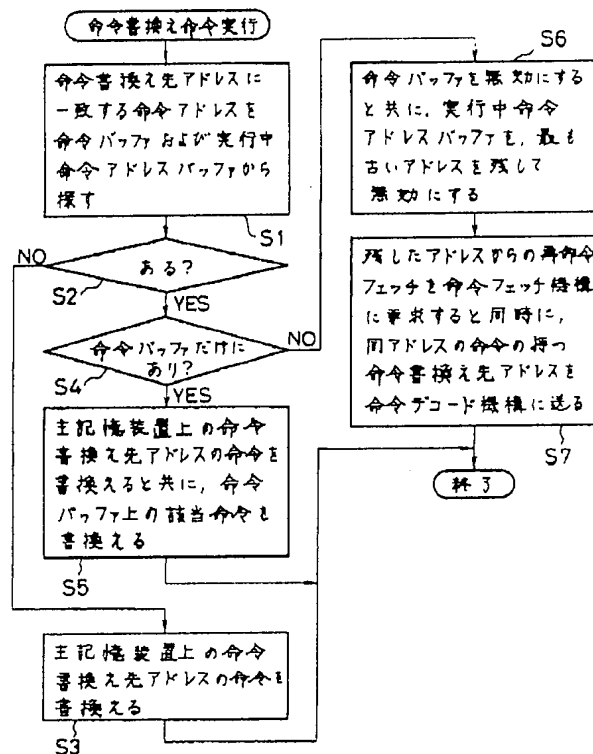 命令書換え命令実行
命令書換え先アドレスに
一致する命令アドレスを
命令バッファおよび実行中
命令アドレスバッファから
探す
S1
ある?
NO
S2
YES
命令バッファだけに
あり?
NO
S4
YES
主記憶装置上の命令
書換え先アドレスの命令を
書換えると共に,命令
バッファ上の該当命令を
書換える
S5
主記憶装置上の命令
書換え先アドレスの命令を
書換える
S3
S6
命令バッファを無効にする
と共に,実行中命令
アドレスバッファを,最も
古いアドレスを残して
無効にする
残したアドレスからの再命令
フェッチを命令フェッチ機構
に要求すると同時に,
同アドレスの命令の持つ
命令書換え先アドレスを
命令デコード機構に送る
S7
終了